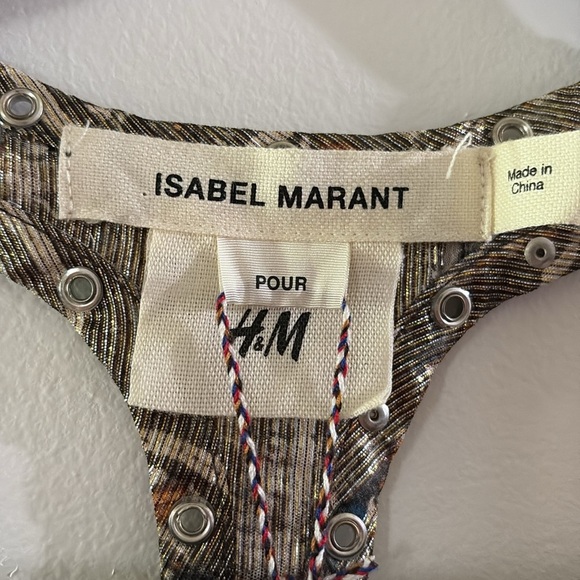 ISABEL MARANT
Made in
China
POUR
H&M